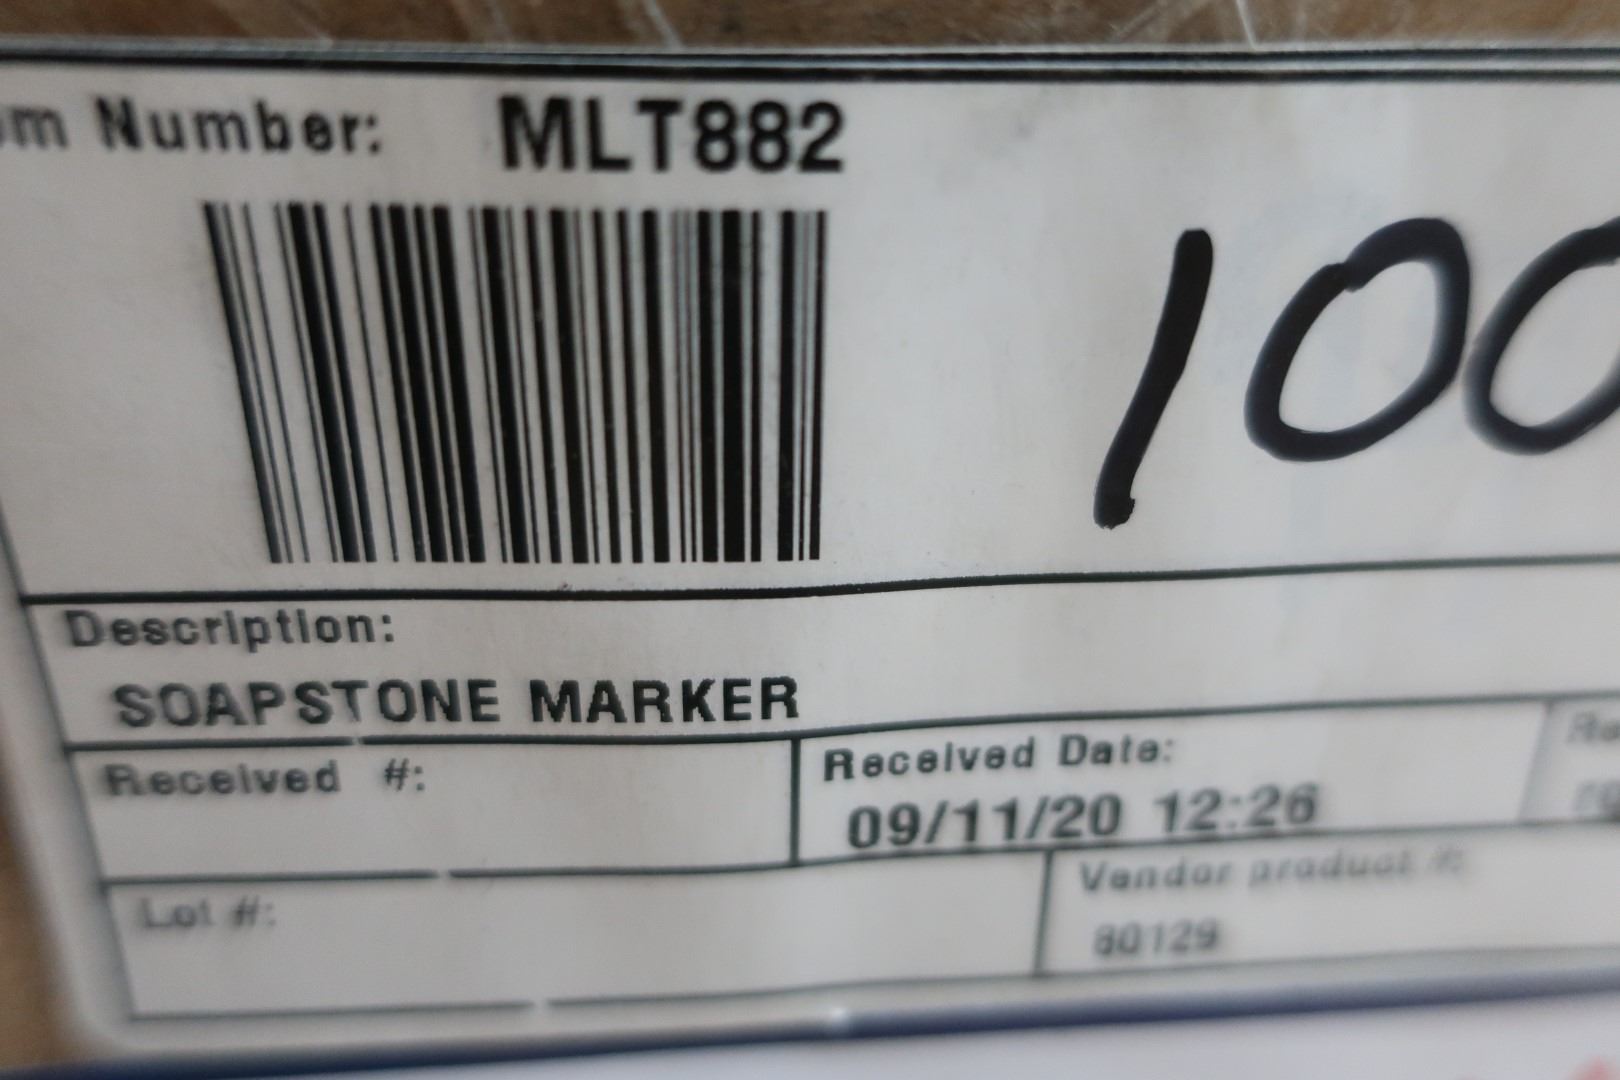 Number: MLT882
100
Description:
SOAPSTONE MARKER
Received #:
Received Date:
09/11/20 12:26
Lot #:
Vendor product #:
80129